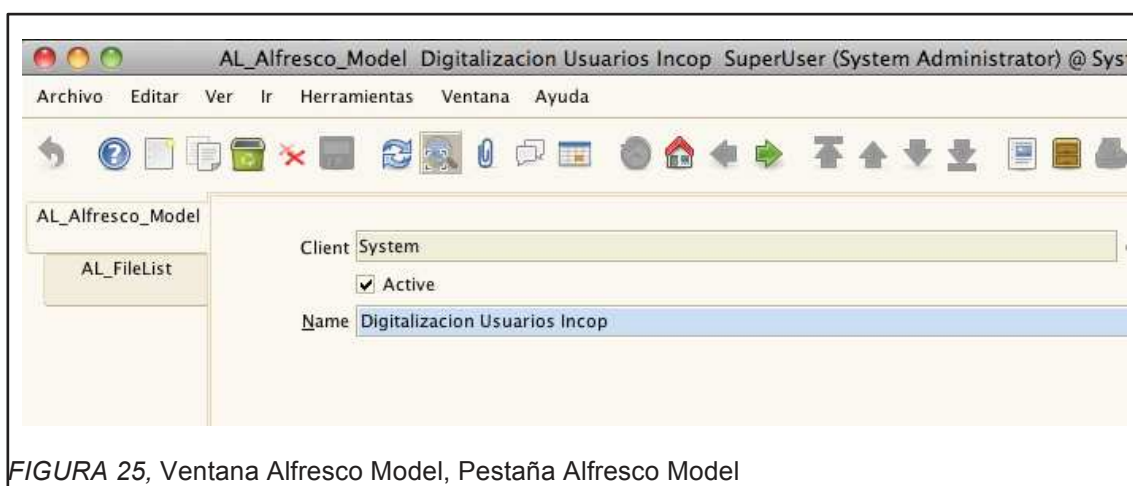 AL_Alfresco_Model Digitalizacion Usuarios Incop SuperUser (System Administrator) @ Sys
Archivo Editar Ver Ir Herramientas Ventana Ayuda
AL_Alfresco_Model
AL_FileList
Client System
Active
Name Digitalizacion Usuarios Incop
FIGURA 25, Ventana Alfresco Model, Pestaña Alfresco Model